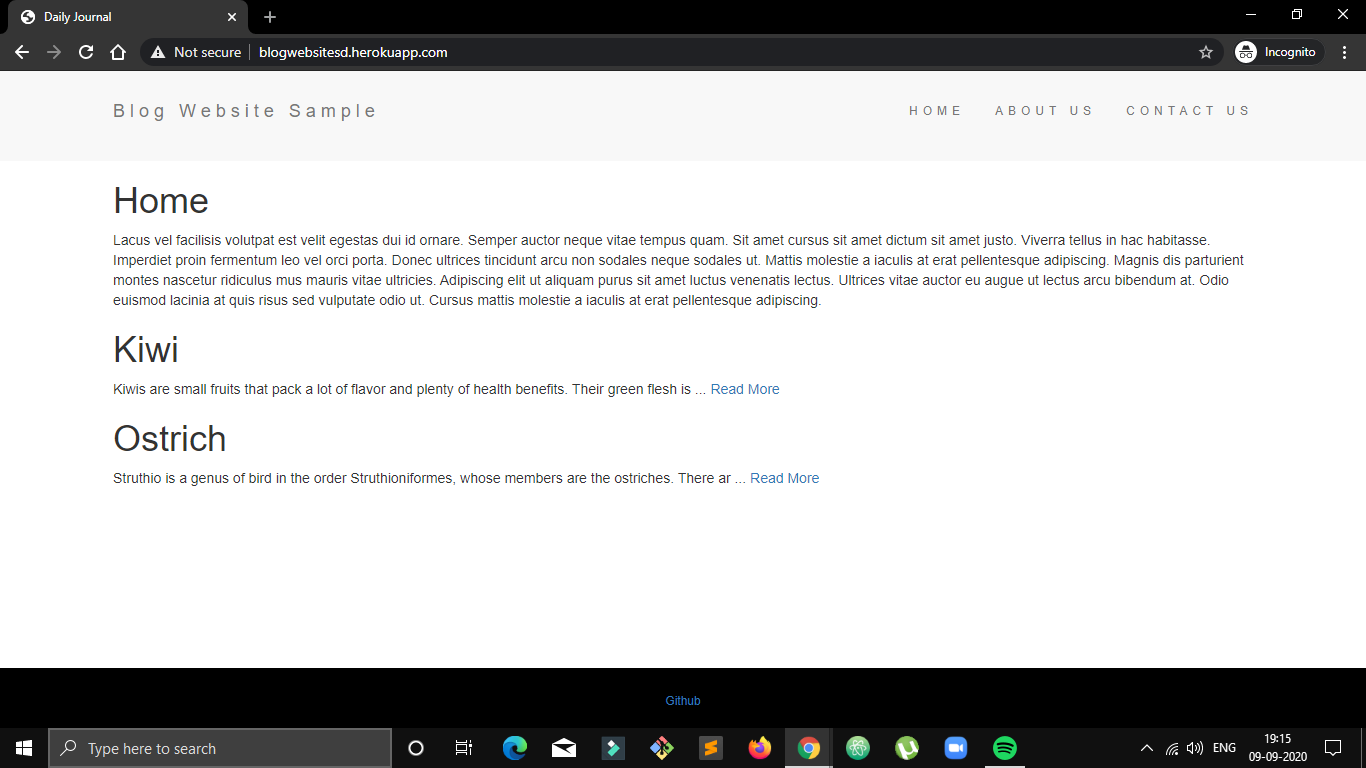 Daily Journal
Not secure
blogwebsitesd.herokuapp.com
Incognito
Blog Website Sample
HOME
ABOUT US
CONTACT US
Home
Lacus vel facilisis volutpat est velit egestas dui id ornare. Semper auctor neque vitae tempus quam. Sit amet cursus sit amet dictum sit amet justo. Viverra tellus in hac habitasse.
Imperdiet proin fermentum leo vel orci porta. Donec ultrices tincidunt arcu non sodales neque sodales ut. Mattis molestie a iaculis at erat pellentesque adipiscing. Magnis dis parturient
montes nascetur ridiculus mus mauris vitae ultricies. Adipiscing elit ut aliquam purus sit amet luctus venenatis lectus. Ultrices vitae auctor eu augue ut lectus arcu bibendum at. Odio
euismod lacinia at quis risus sed vulputate odio ut. Cursus mattis molestie a iaculis at erat pellentesque adipiscing.
Kiwi
Kiwis are small fruits that pack a lot of flavor and plenty of health benefits. Their green flesh is ... Read More
Ostrich
Struthio is a genus of bird in the order Struthioniformes, whose members are the ostriches. There ar ... Read More
Github
Type here to search
ENG
19:15
09-09-2020